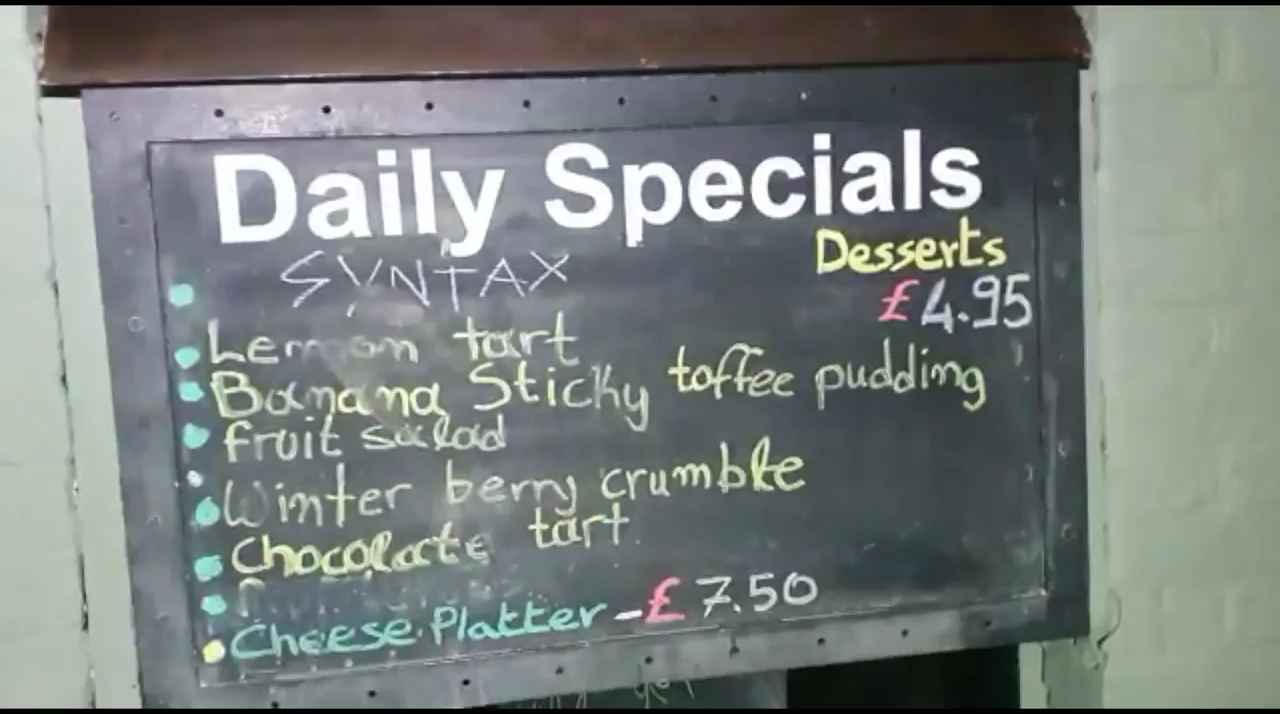 Daily Specials
Desserts
SYNTAX
£4.95
Lemon tart
Banana Sticky toffee pudding
fruit salad
Winter berry crumble
Chocolate tart
Cheese Platter - £7.50